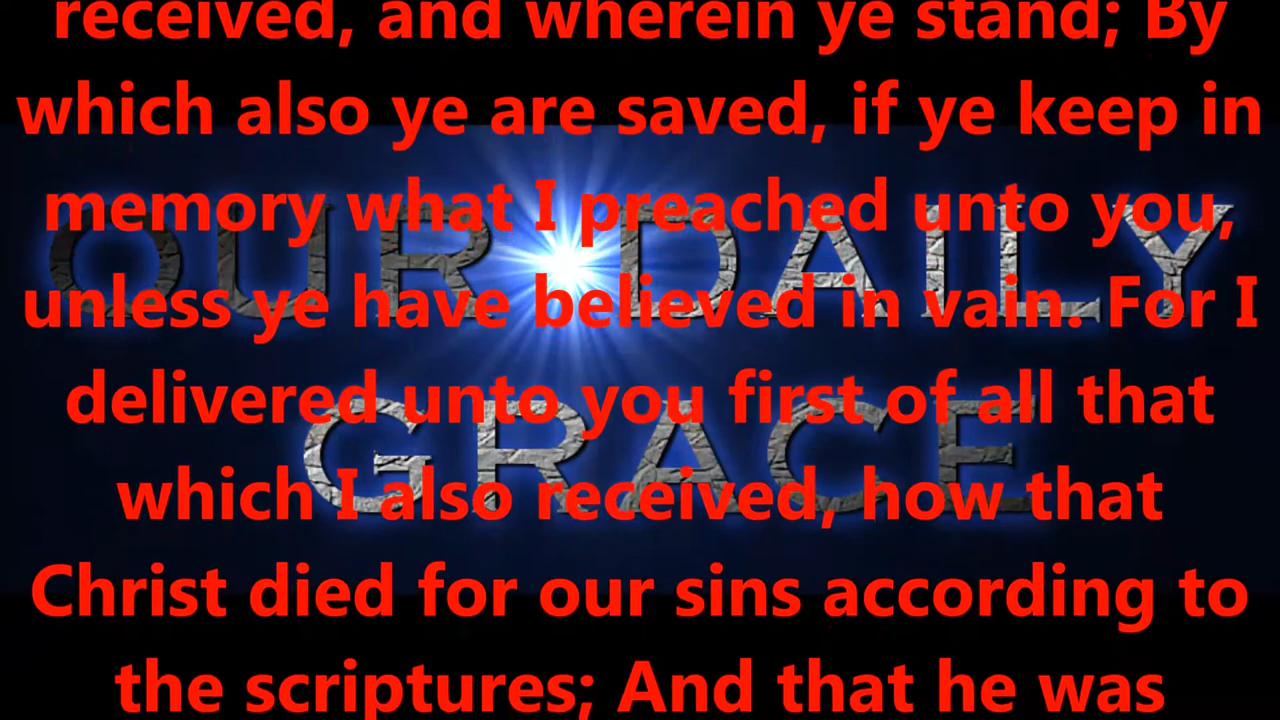 received, and wherein ye stand; By
which also ye are saved, if ye keep in
memory what I preached unto you,
unless ye have believed in vain. For I
delivered unto you first of all that
which I also received, how that
Christ died for our sins according to
the scriptures; And that he was
OUR DAILY
GRACE